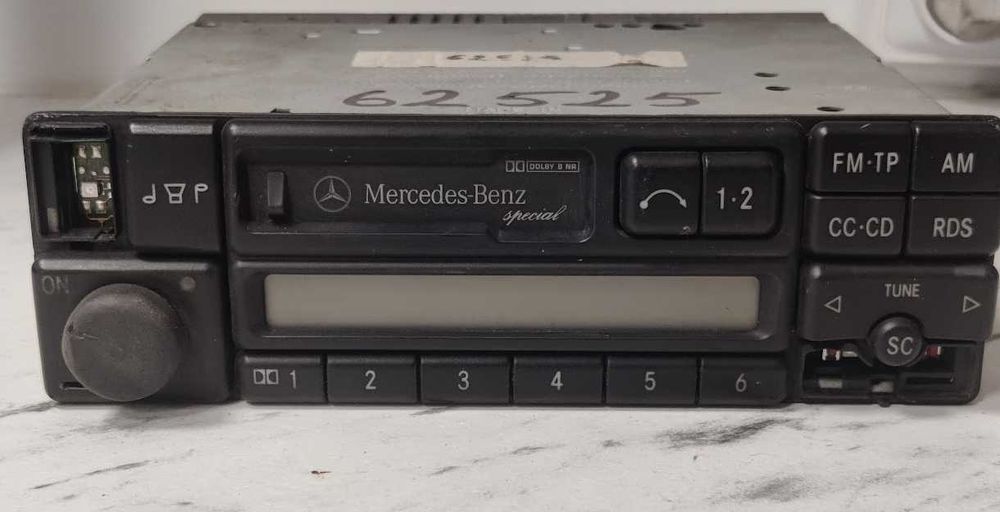 62525
DOLBY B NR
Mercedes-Benz
special
1·2
FM·TP
AM
CC·CD
RDS
ON
TUNE
SC
1
2
3
4
5
6